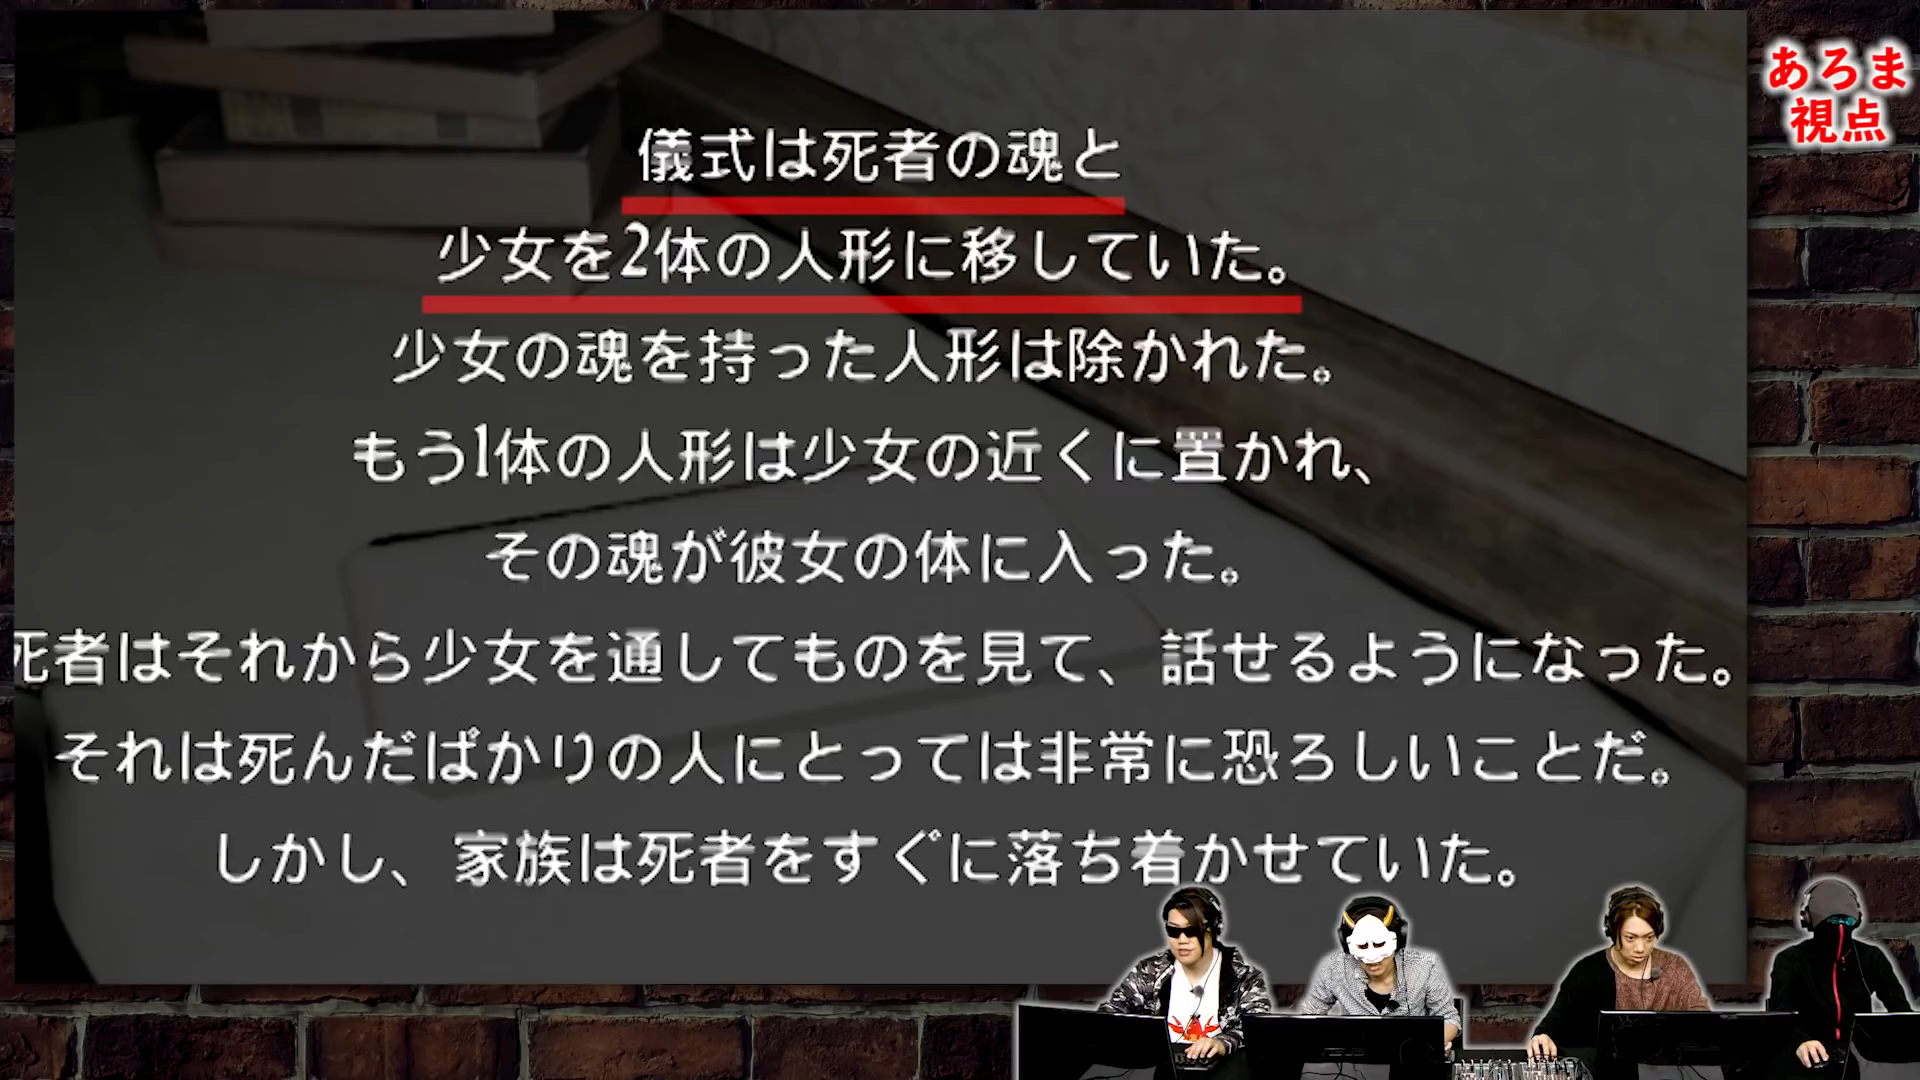 儀式は死者の魂と
少女を2体の人形に移していた。
少女の魂を持った人形は除かれた。
もう1体の人形は少女の近くに置かれ、
その魂が彼女の体に入った。
死者はそれから少女を通してものを見て、話せるようになった。
それは死んだばかりの人にとっては非常に恐ろしいことだ。
しかし、家族は死者をすぐに落ち着かせていた。
あろま
視点